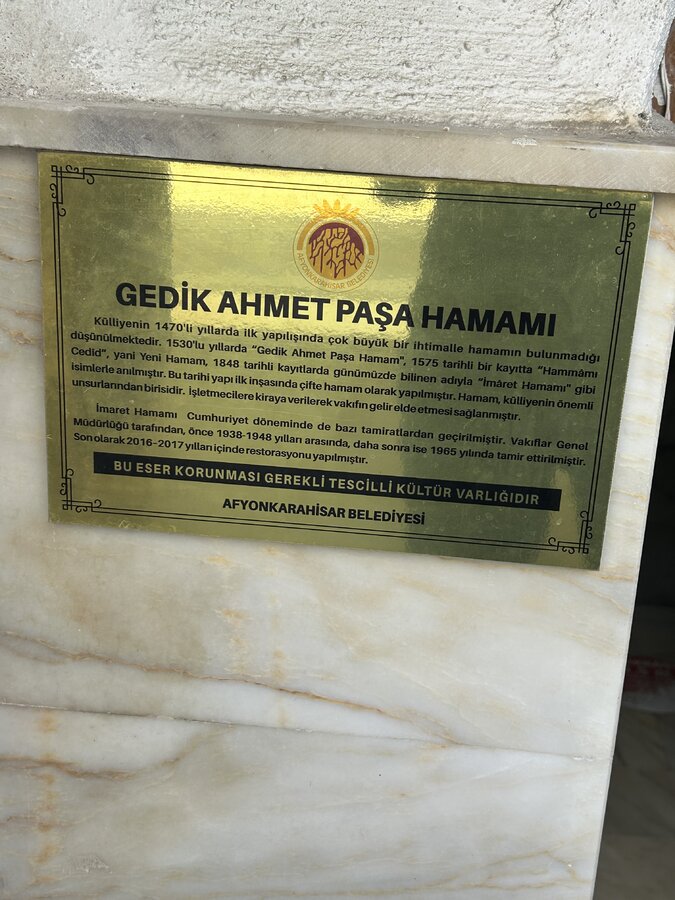 AFYONKARAHİSAR BELEDİYESİ
GEDİK AHMET PAŞA HAMAMI
Külliyenin 1470'li yıllarda ilk yapılışında çok büyük bir ihtimalle hamamın bulunmadığı
düşünülmektedir. 1530'lu yıllarda “Gedik Ahmet Paşa Hamam", 1575 tarihli bir kayıtta “Hammâmı
Cedid”, yani Yeni Hamam, 1848 tarihli kayıtlarda günümüzde bilinen adıyla “İmâret Hamamı” gibi
isimlerle anılmıştır. Bu tarihi yapı ilk inşasında çifte hamam olarak yapılmıştır. Hamam, külliyenin önemli
unsurlarından birisidir. İşletmecilere kiraya verilerek vakıfın gelir elde etmesi sağlanmıştır.
İmaret Hamamı Cumhuriyet döneminde de bazı tamiratlardan geçirilmiştir. Vakıflar Genel
Müdürlüğü tarafından, önce 1938-1948 yılları arasında, daha sonra ise 1965 yılında tamir ettirilmiştir.
Son olarak 2016-2017 yılları içinde restorasyonu yapılmıştır.
BU ESER KORUNMASI GEREKLİ TESCİLLİ KÜLTÜR VARLIĞIDIR
AFYONKARAHİSAR BELEDİYESİ